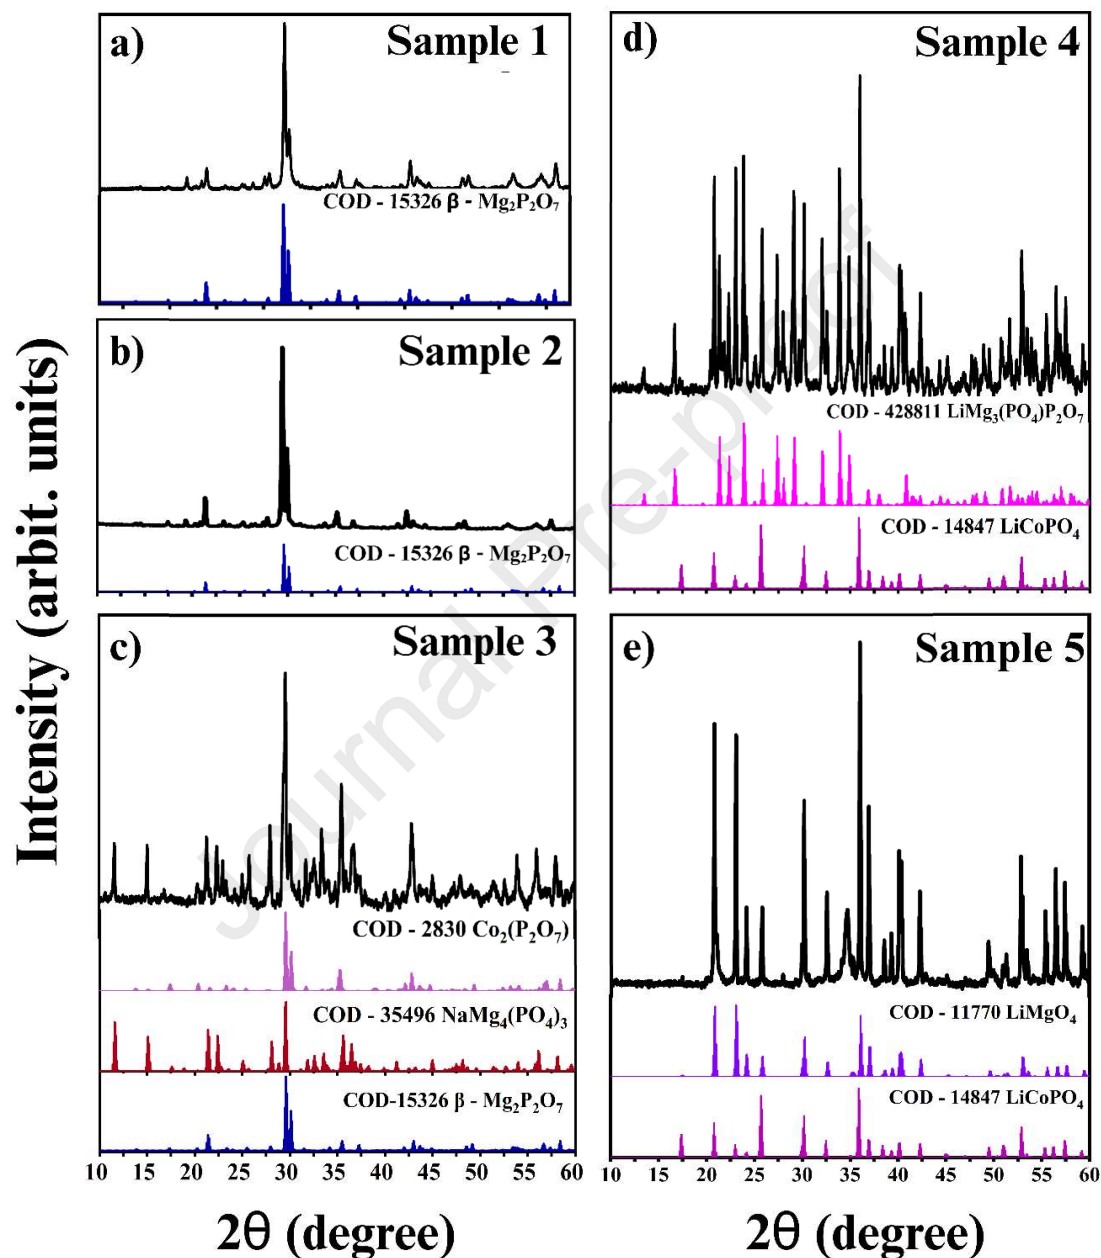 Intensity (arbit. units)
a)
Sample 1
COD - 15326 β - Mg₂P₂O₇
b)
Sample 2
COD - 15326 β - Mg₂P₂O₇
c)
Sample 3
COD - 2830 Co₂(P₂O₇)
COD - 35496 NaMg₄(PO₄)₃
COD-15326 β - Mg₂P₂O₇
10 15 20 25 30 35 40 45 50 55 60
2θ (degree)
d)
Sample 4
COD - 428811 LiMg₃(PO₄)P₂O₇
COD - 14847 LiCoPO₄
e)
Sample 5
COD - 11770 LiMgO₄
COD - 14847 LiCoPO₄
10 15 20 25 30 35 40 45 50 55 60
2θ (degree)
Journal Pre-proof